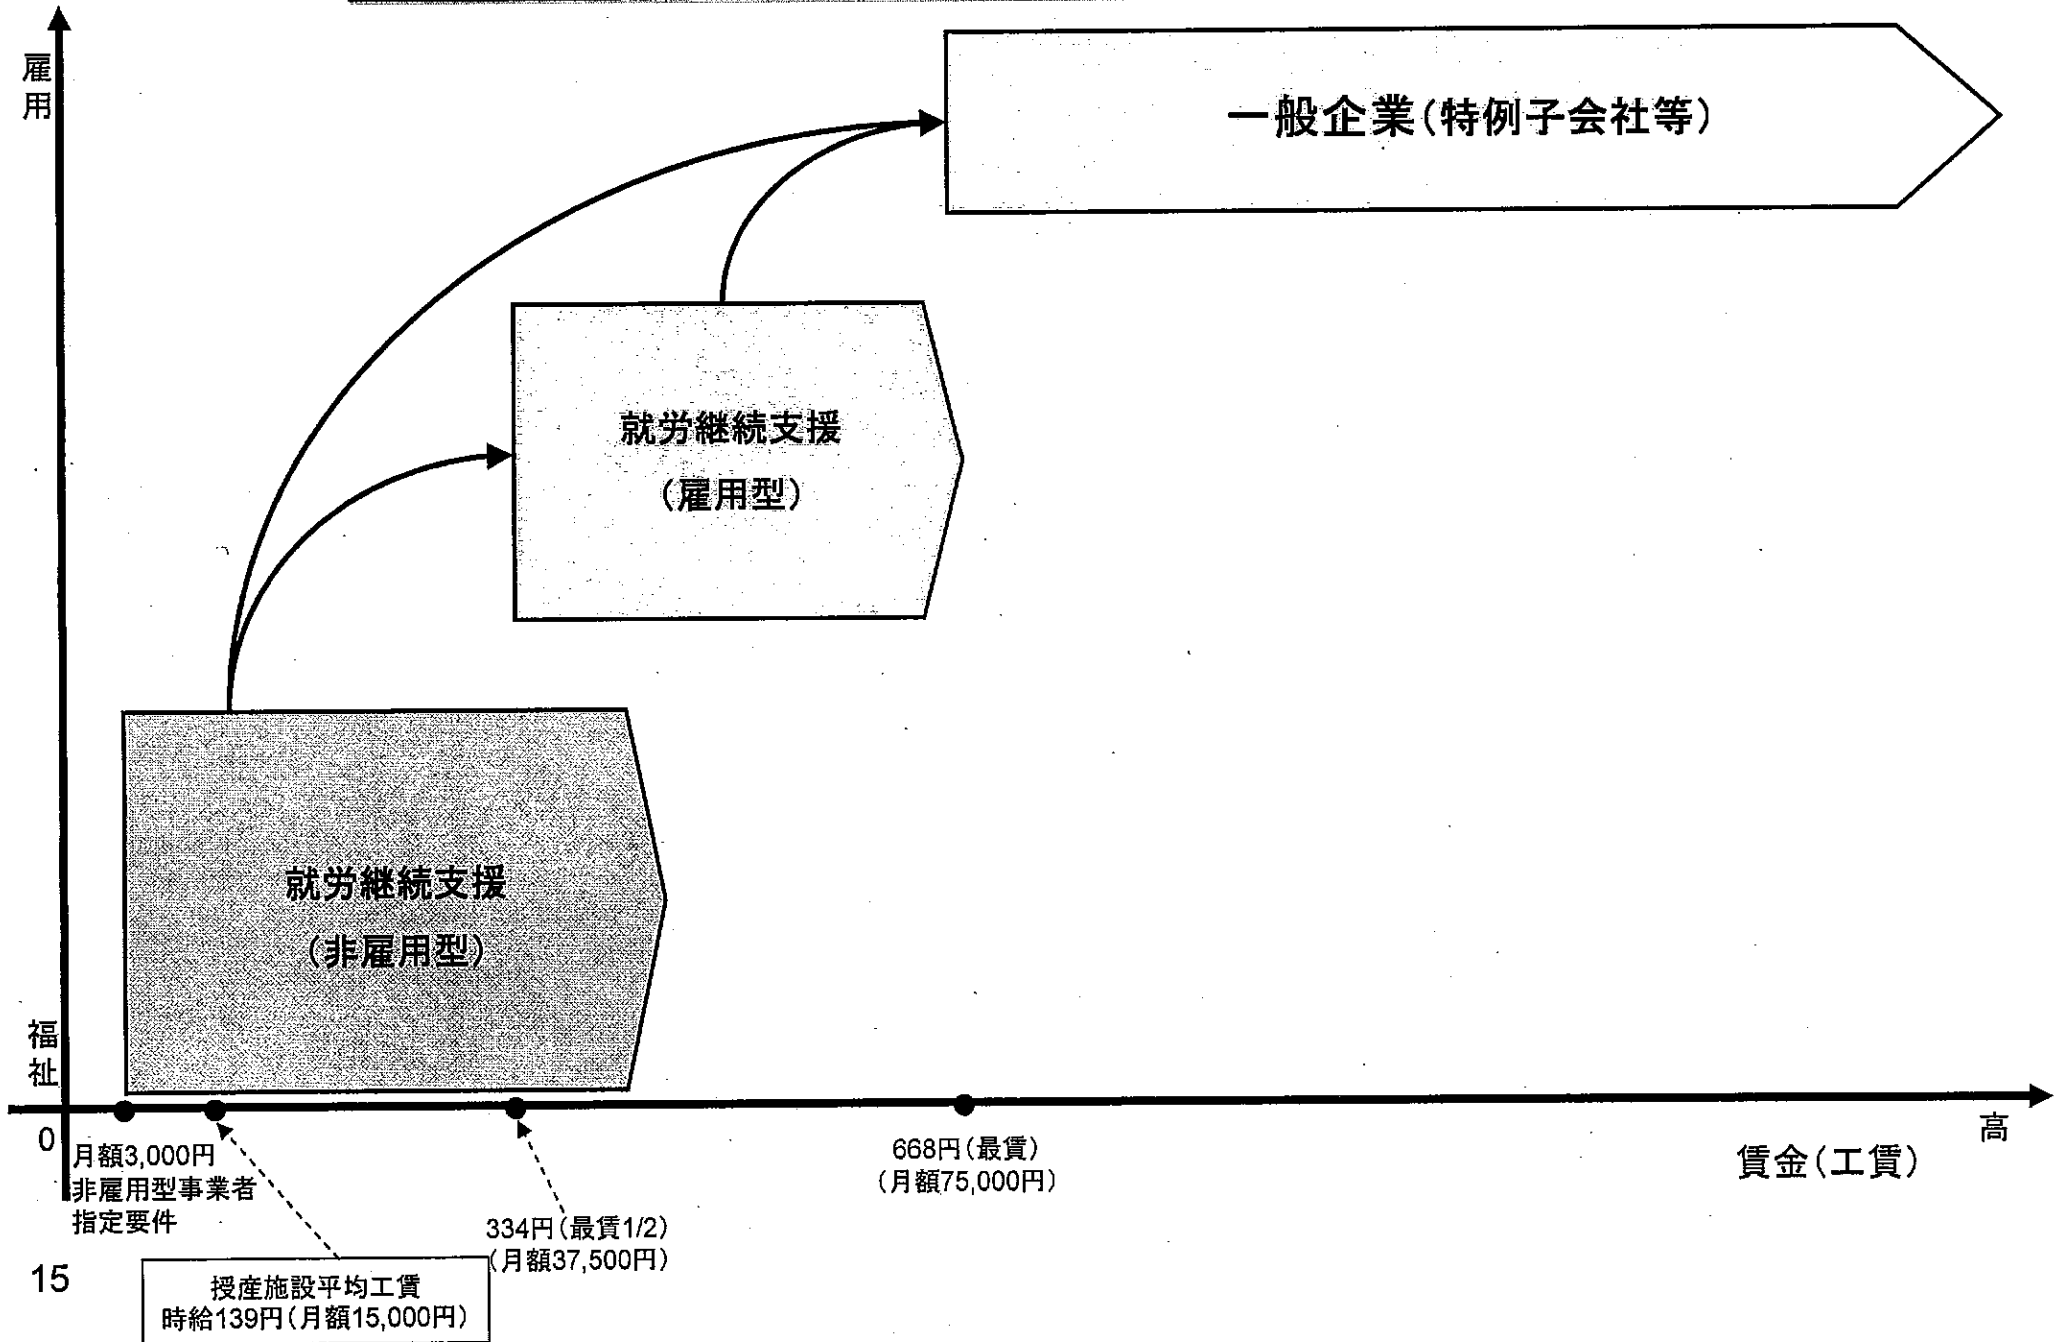 雇用
一般企業(特例子会社等)
就労継続支援
(雇用型)
就労継続支援
(非雇用型)
福祉
0
月額3,000円
非雇用型事業者
指定要件
334円(最賃1/2)
(月額37,500円)
668円(最賃)
(月額75,000円)
高
賃金(工賃)
授産施設平均工賃
時給139円(月額15,000円)
15